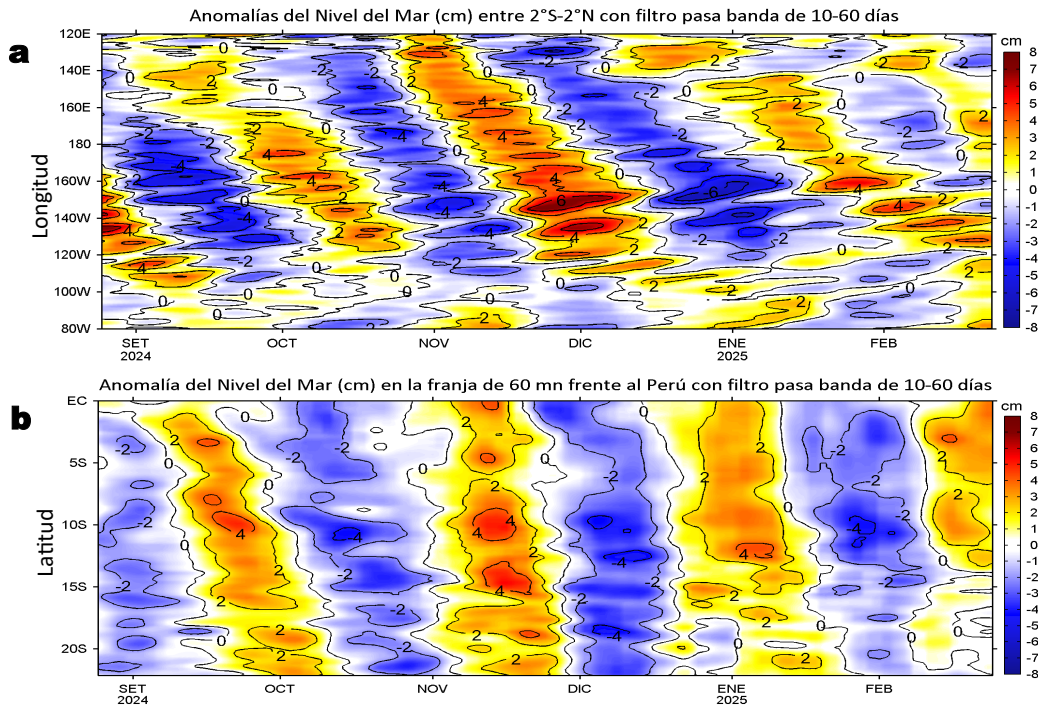 Anomalías del Nivel del Mar (cm) entre 2°S-2°N con filtro pasa banda de 10-60 días
a
cm
120E
140E
160E
180
160W
140W
120W
100W
80W
Longitud
8
7
6
5
4
3
2
1
0
-1
-2
-3
-4
-5
-6
-7
-8
SET OCT NOV DIC ENE FEB
2024 2025
Anomalía del Nivel del Mar (cm) en la franja de 60 mn frente al Perú con filtro pasa banda de 10-60 días
b
cm
EC
5S
10S
15S
20S
Latitud
8
7
6
5
4
3
2
1
0
-1
-2
-3
-4
-5
-6
-7
-8
SET OCT NOV DIC ENE FEB
2024 2025